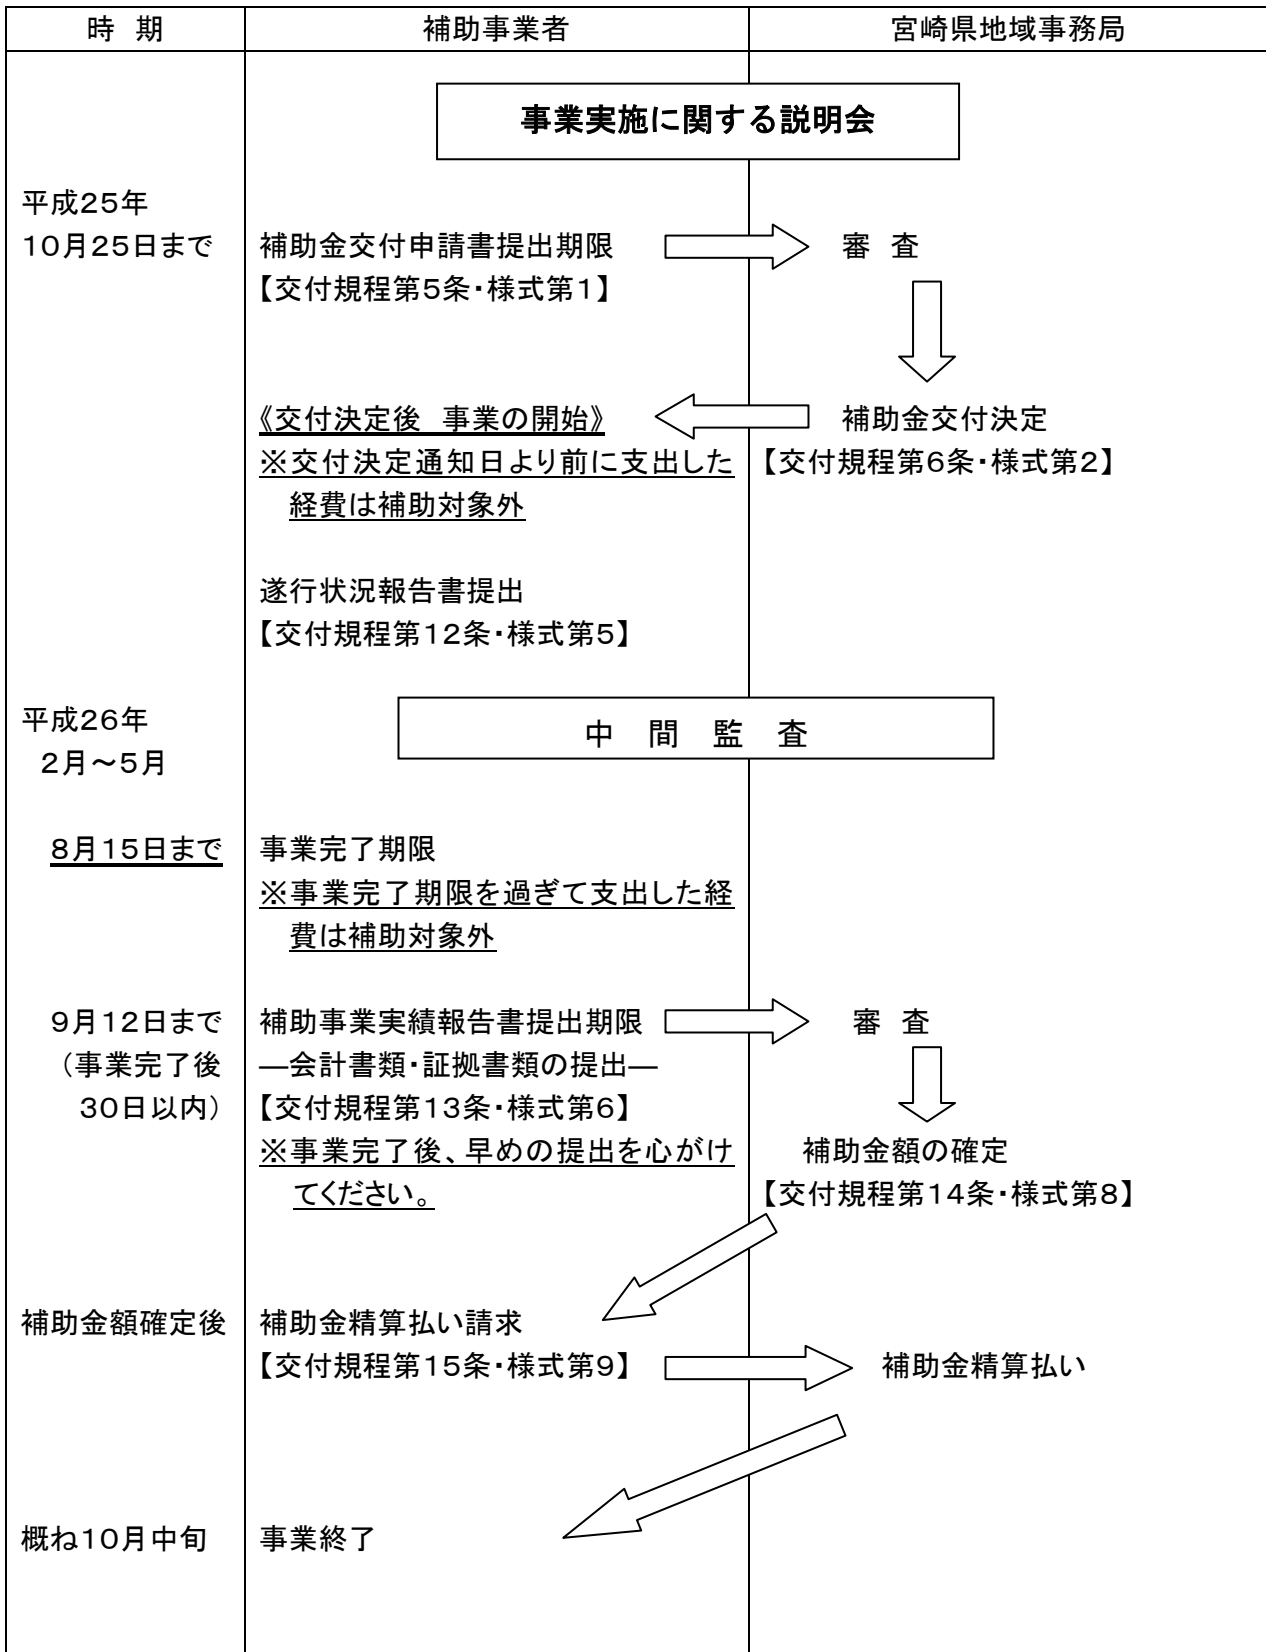 時 期 補助事業者 宮崎県地域事務局
事業実施に関する説明会
平成25年
10月25日まで 補助金交付申請書提出期限 審 査
【交付規程第5条・様式第1】
《交付決定後 事業の開始》 補助金交付決定
※交付決定通知日より前に支出した 【交付規程第6条・様式第2】
経費は補助対象外
遂行状況報告書提出
【交付規程第12条・様式第5】
平成26年 中 間 監 査
2月～5月
8月15日まで 事業完了期限
※事業完了期限を過ぎて支出した経
費は補助対象外
9月12日まで 補助事業実績報告書提出期限 審 査
（事業完了後 ―会計書類・証拠書類の提出―
30日以内） 【交付規程第13条・様式第6】
※事業完了後、早めの提出を心がけ 補助金額の確定
てください。 【交付規程第14条・様式第8】
補助金額確定後 補助金精算払い請求
【交付規程第15条・様式第9】 補助金精算払い
概ね10月中旬 事業終了